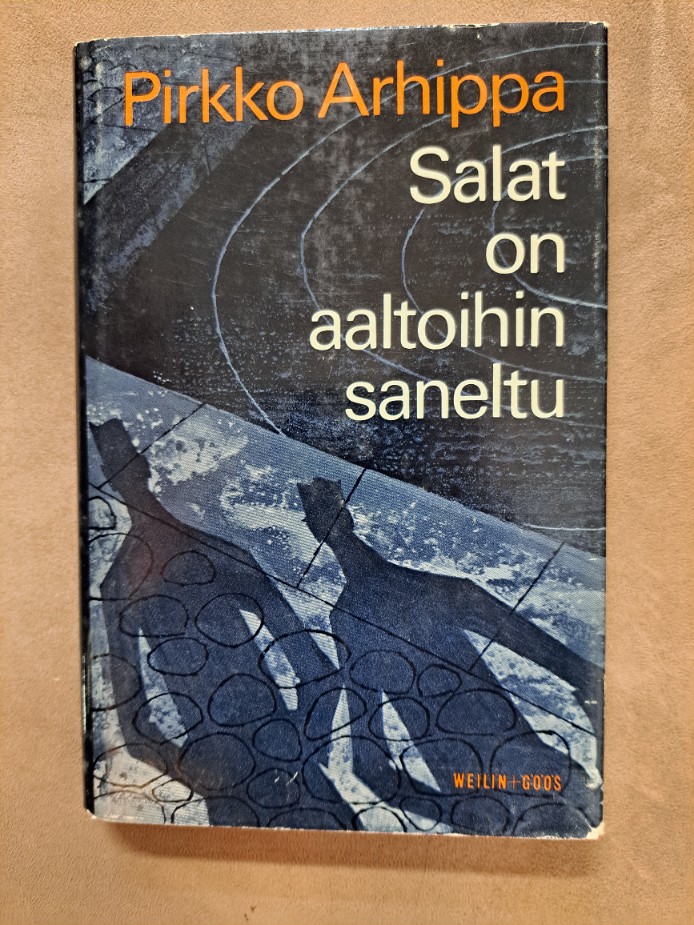 Pirkko Arhippa
Salat
on
aaltoihin
saneltu
WEILIN+GÖÖS